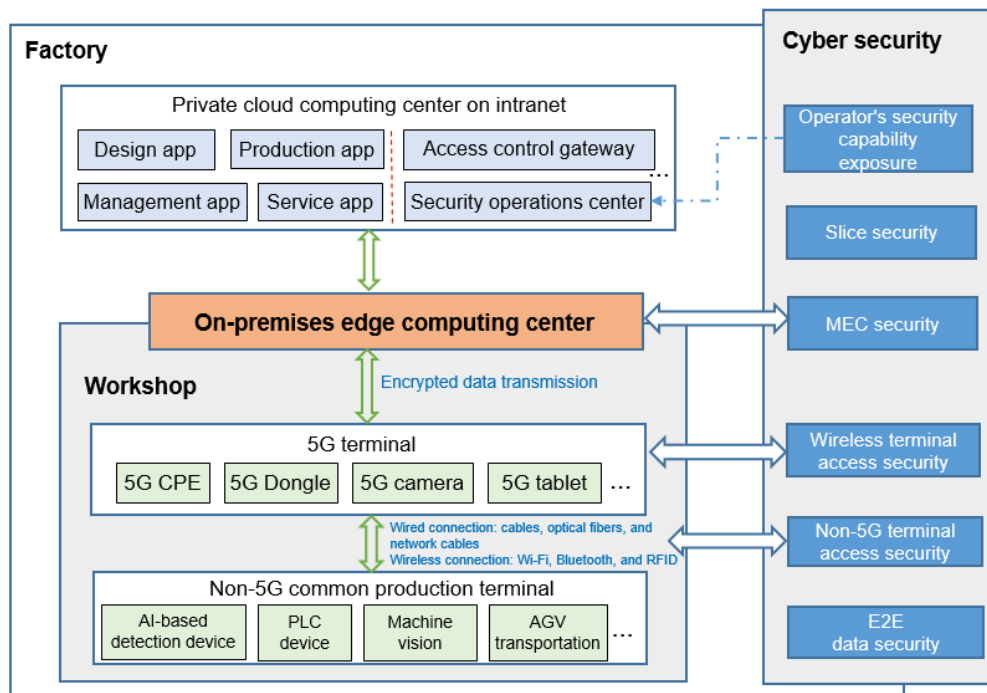 Factory
Private cloud computing center on intranet
Design app
Production app
Access control gateway
...
Management app
Service app
Security operations center
On-premises edge computing center
Workshop
Encrypted data transmission
5G terminal
5G CPE
5G Dongle
5G camera
5G tablet
...
Wired connection: cables, optical fibers, and
network cables
Wireless connection: Wi-Fi, Bluetooth, and RFID
Non-5G common production terminal
AI-based
detection device
PLC
device
Machine
vision
AGV
transportation
...
Cyber security
Operator's security
capability
exposure
Slice security
MEC security
Wireless terminal
access security
Non-5G terminal
access security
E2E
data security